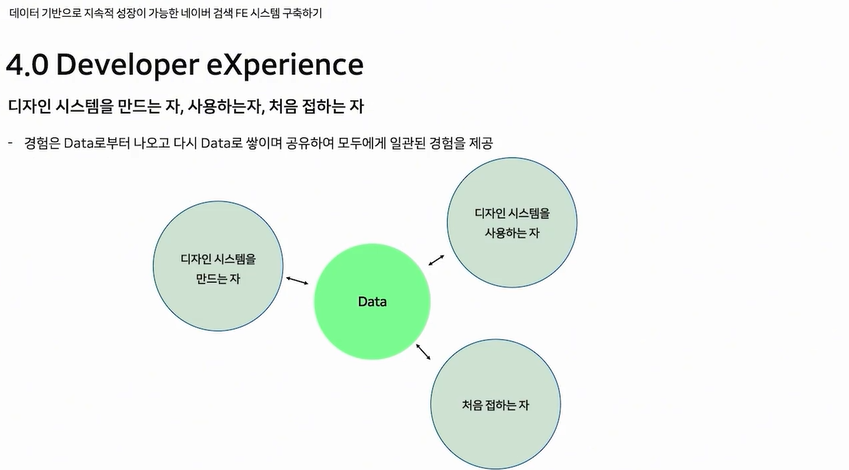 데이터 기반으로 지속적 성장이 가능한 네이버 검색 FE 시스템 구축하기
4.0 Developer eXperience
디자인 시스템을 만드는 자, 사용하는자, 처음 접하는 자
- 경험은 Data로부터 나오고 다시 Data로 쌓이며 공유하여 모두에게 일관된 경험을 제공
디자인 시스템을
사용하는 자
디자인 시스템을
만드는 자
Data
처음 접하는 자